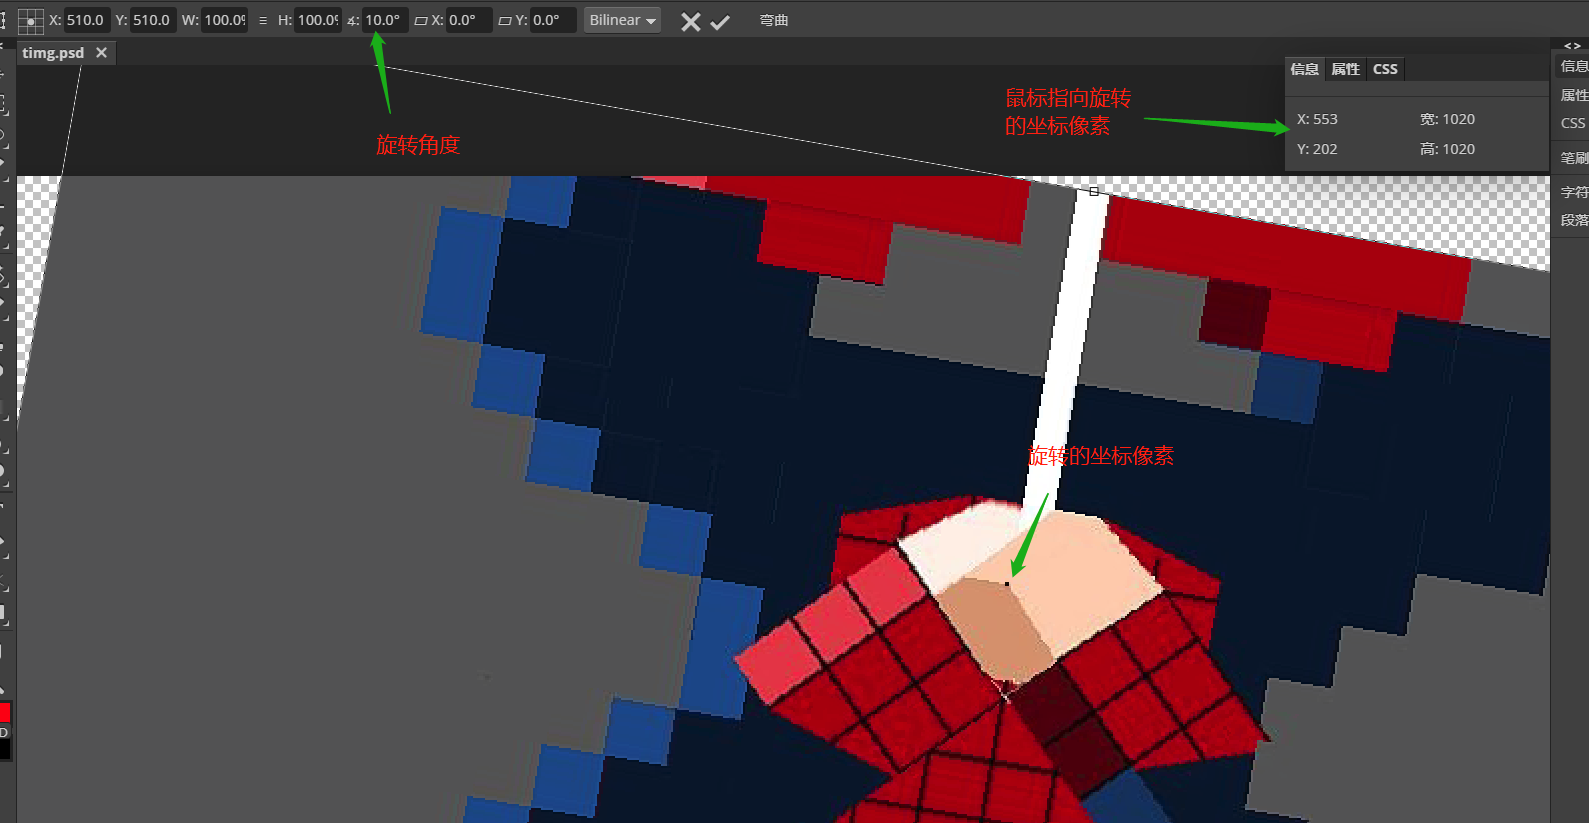 X: 510.0 Y: 510.0 W: 100.0% H: 100.0% 10.0° X: 0.0° Y: 0.0° Bilinear 弯曲
timg.psd
信息 属性 CSS
X: 553 宽: 1020
Y: 202 高: 1020
旋转角度
鼠标指向旋转
的坐标像素
旋转的坐标像素
信息
属性
CSS
笔刷
字符
段落
D